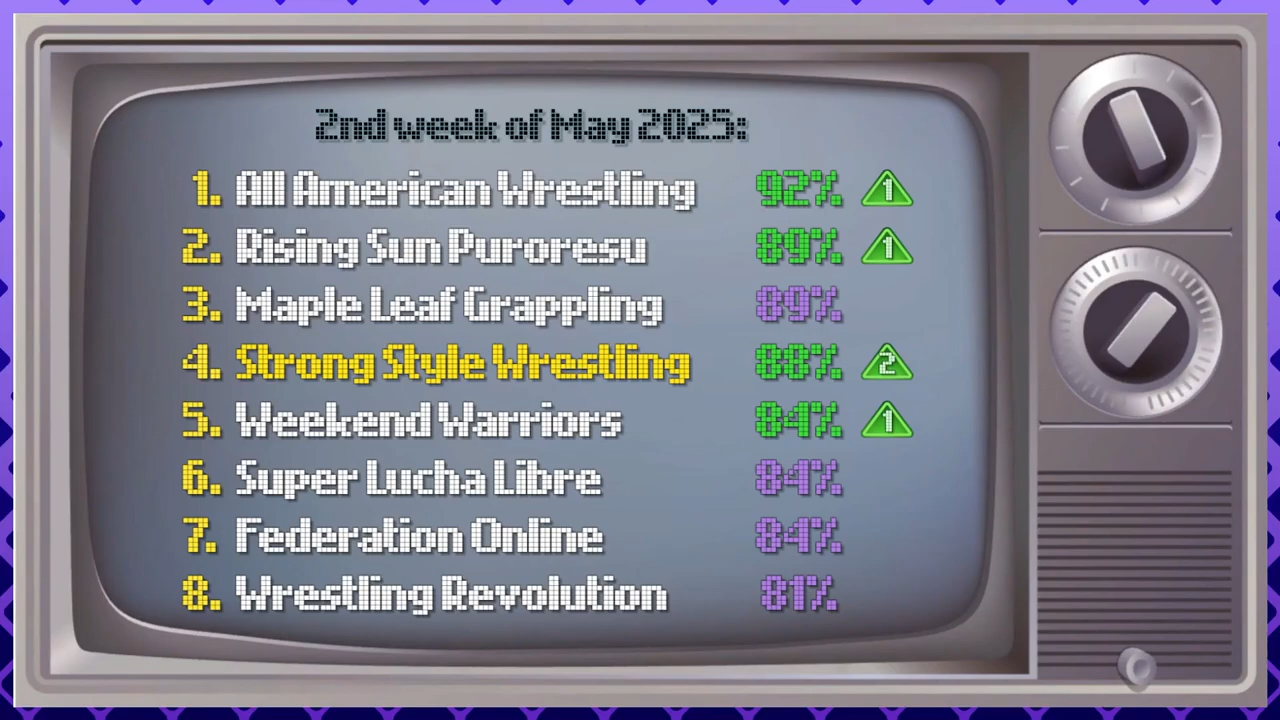 2nd week of May 2025:
1. All American Wrestling 92% 1
2. Rising Sun Puroresu 89% 1
3. Maple Leaf Grappling 89%
4. Strong Style Wrestling 88% 2
5. Weekend Warriors 84% 1
6. Super Lucha Libre 84%
7. Federation Online 84%
8. Wrestling Revolution 81%